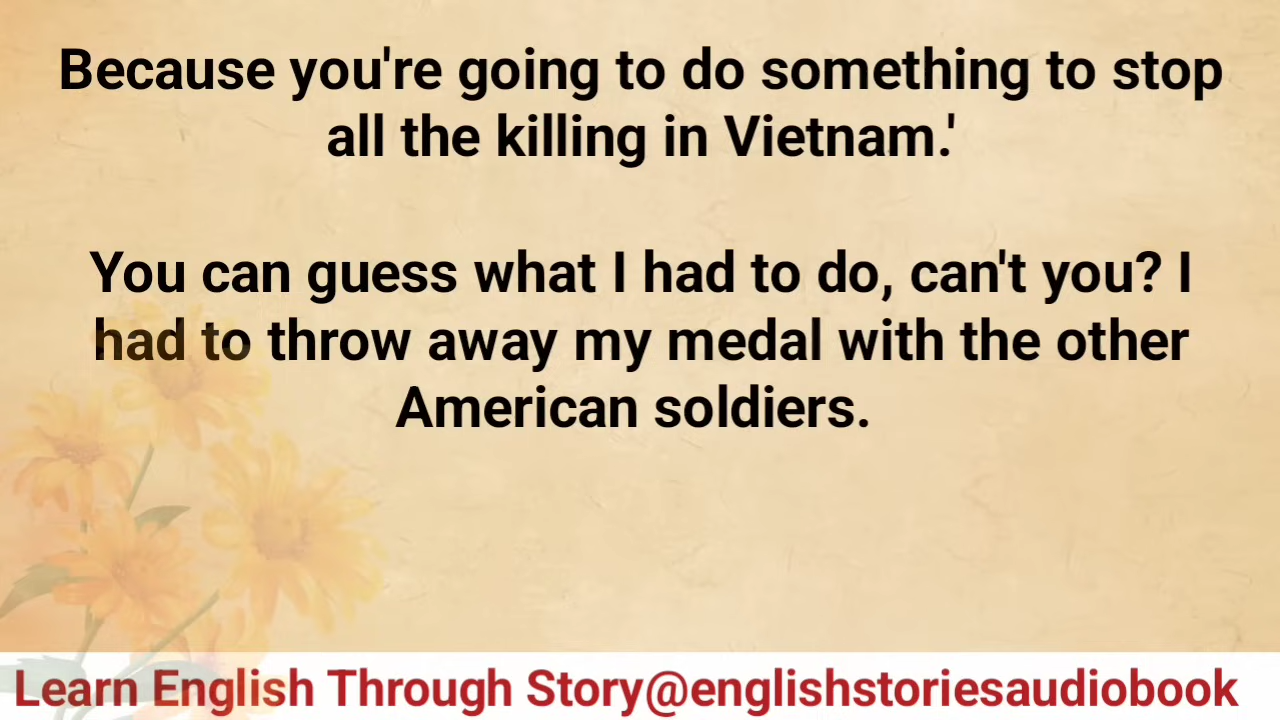 Because you're going to do something to stop
all the killing in Vietnam.'
You can guess what I had to do, can't you? I
had to throw away my medal with the other
American soldiers.
Learn English Through Story@englishstoriesaudiobook